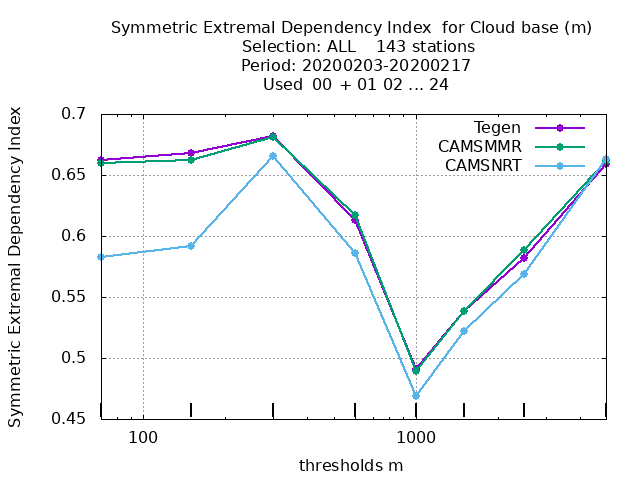 Symmetric Extremal Dependency Index  for Cloud base (m)
Selection: ALL    143 stations
Period: 20200203-20200217
Used  00 + 01 02 ... 24
Symmetric Extremal Dependency Index
0.7
0.65
0.6
0.55
0.5
0.45
Tegen
CAMSMMR
CAMSNRT
100
1000
thresholds m